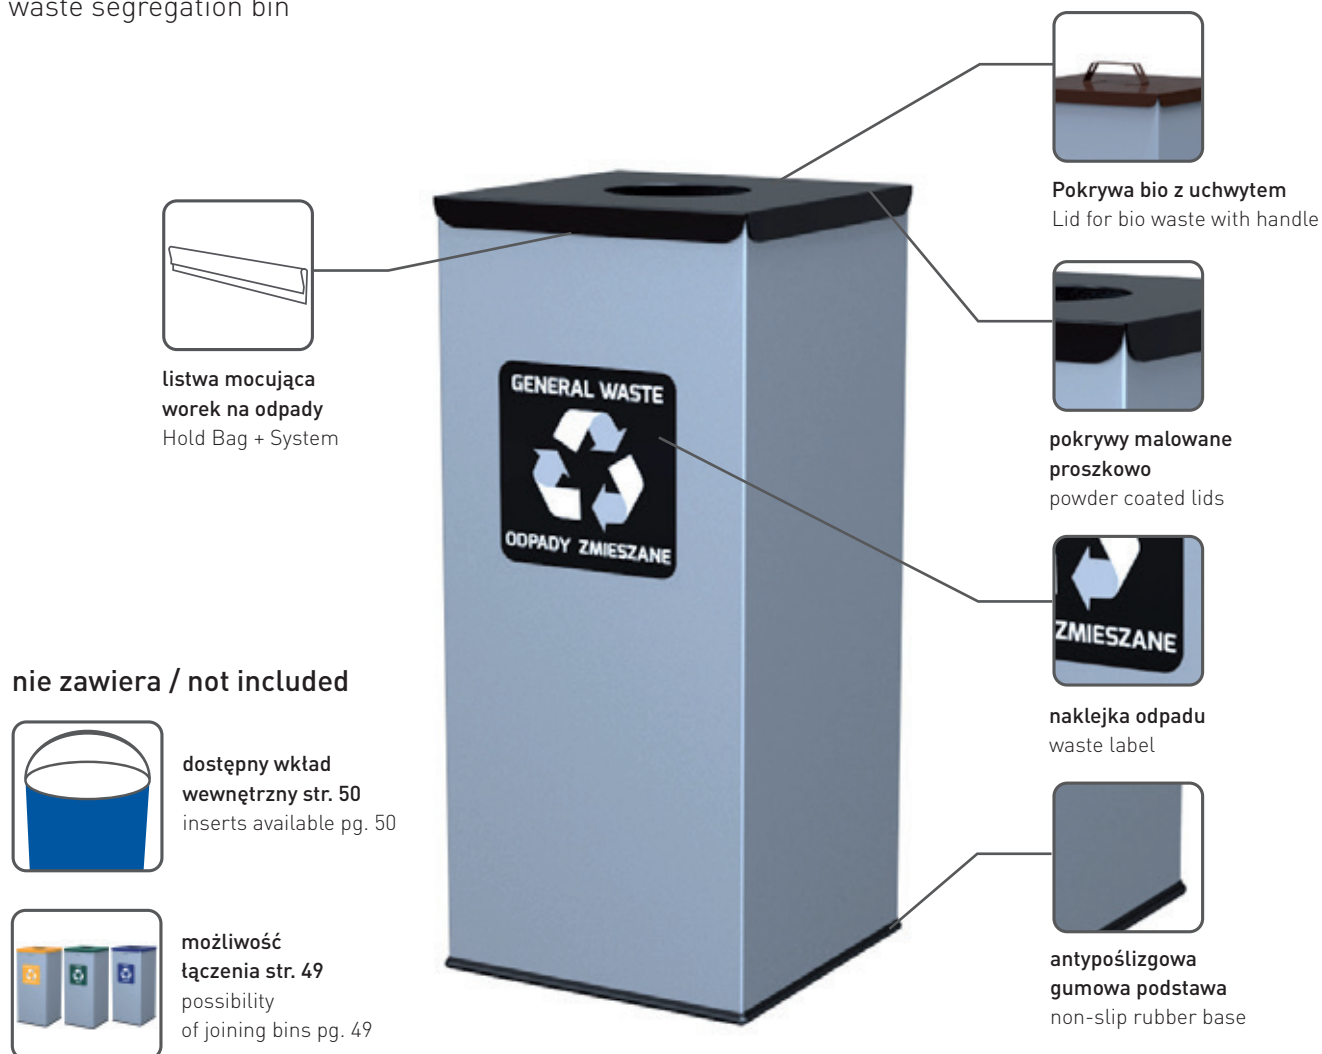 waste segregation bin
Pokrywa bio z uchwytem
Lid for bio waste with handle
listwa mocująca
worek na odpady
Hold Bag + System
GENERAL WASTE
ODPADY ZMIESZANE
pokrywy malowane
proszkowo
powder coated lids
ZMIESZANE
naklejka odpadu
waste label
nie zawiera / not included
dostępny wkład
wewnętrzny str. 50
inserts available pg. 50
możliwość
łączenia str. 49
possibility
of joining bins pg. 49
antypoślizgowa
gumowa podstawa
non-slip rubber base